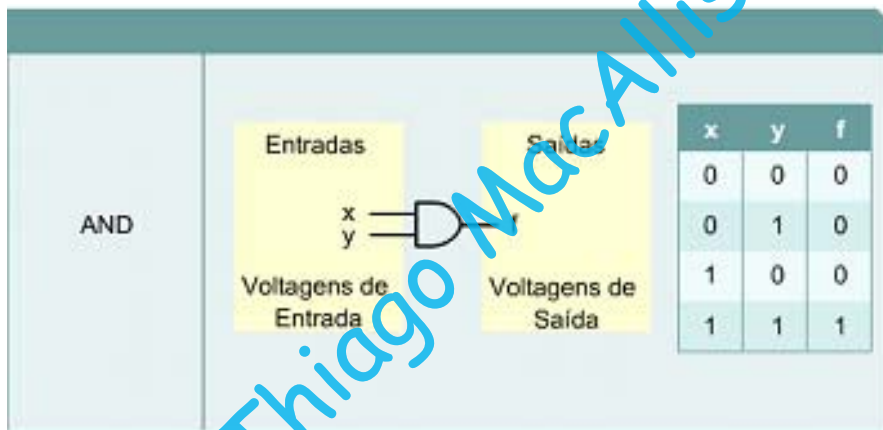 AND
Entradas
x
y
Voltagens de
Entrada
Saídas
f
Voltagens de
Saída
x y f
0 0 0
0 1 0
1 0 0
1 1 1
Thiago MacAllis